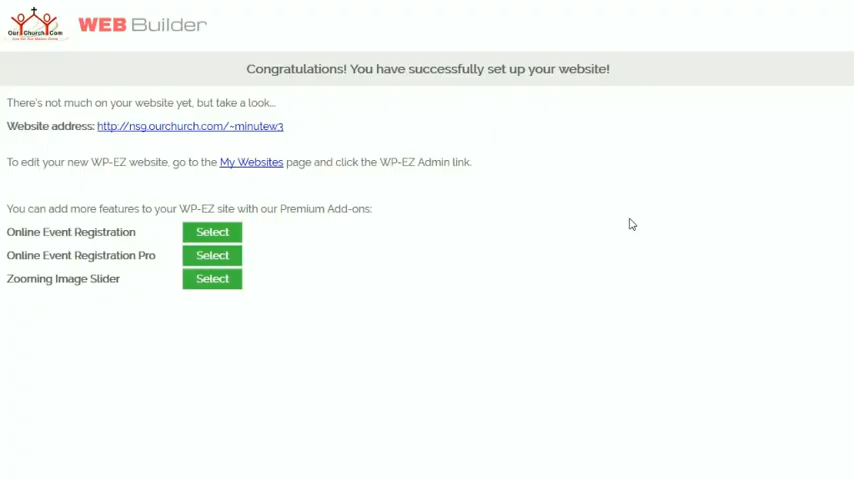 Our Church.Com
WEB Builder
Congratulations! You have successfully set up your website!
There's not much on your website yet, but take a look...
Website address: http://ns9.ourchurch.com/~minutew3
To edit your new WP-EZ website, go to the My Websites page and click the WP-EZ Admin link.
You can add more features to your WP-EZ site with our Premium Add-ons:
Online Event Registration Select
Online Event Registration Pro Select
Zooming Image Slider Select